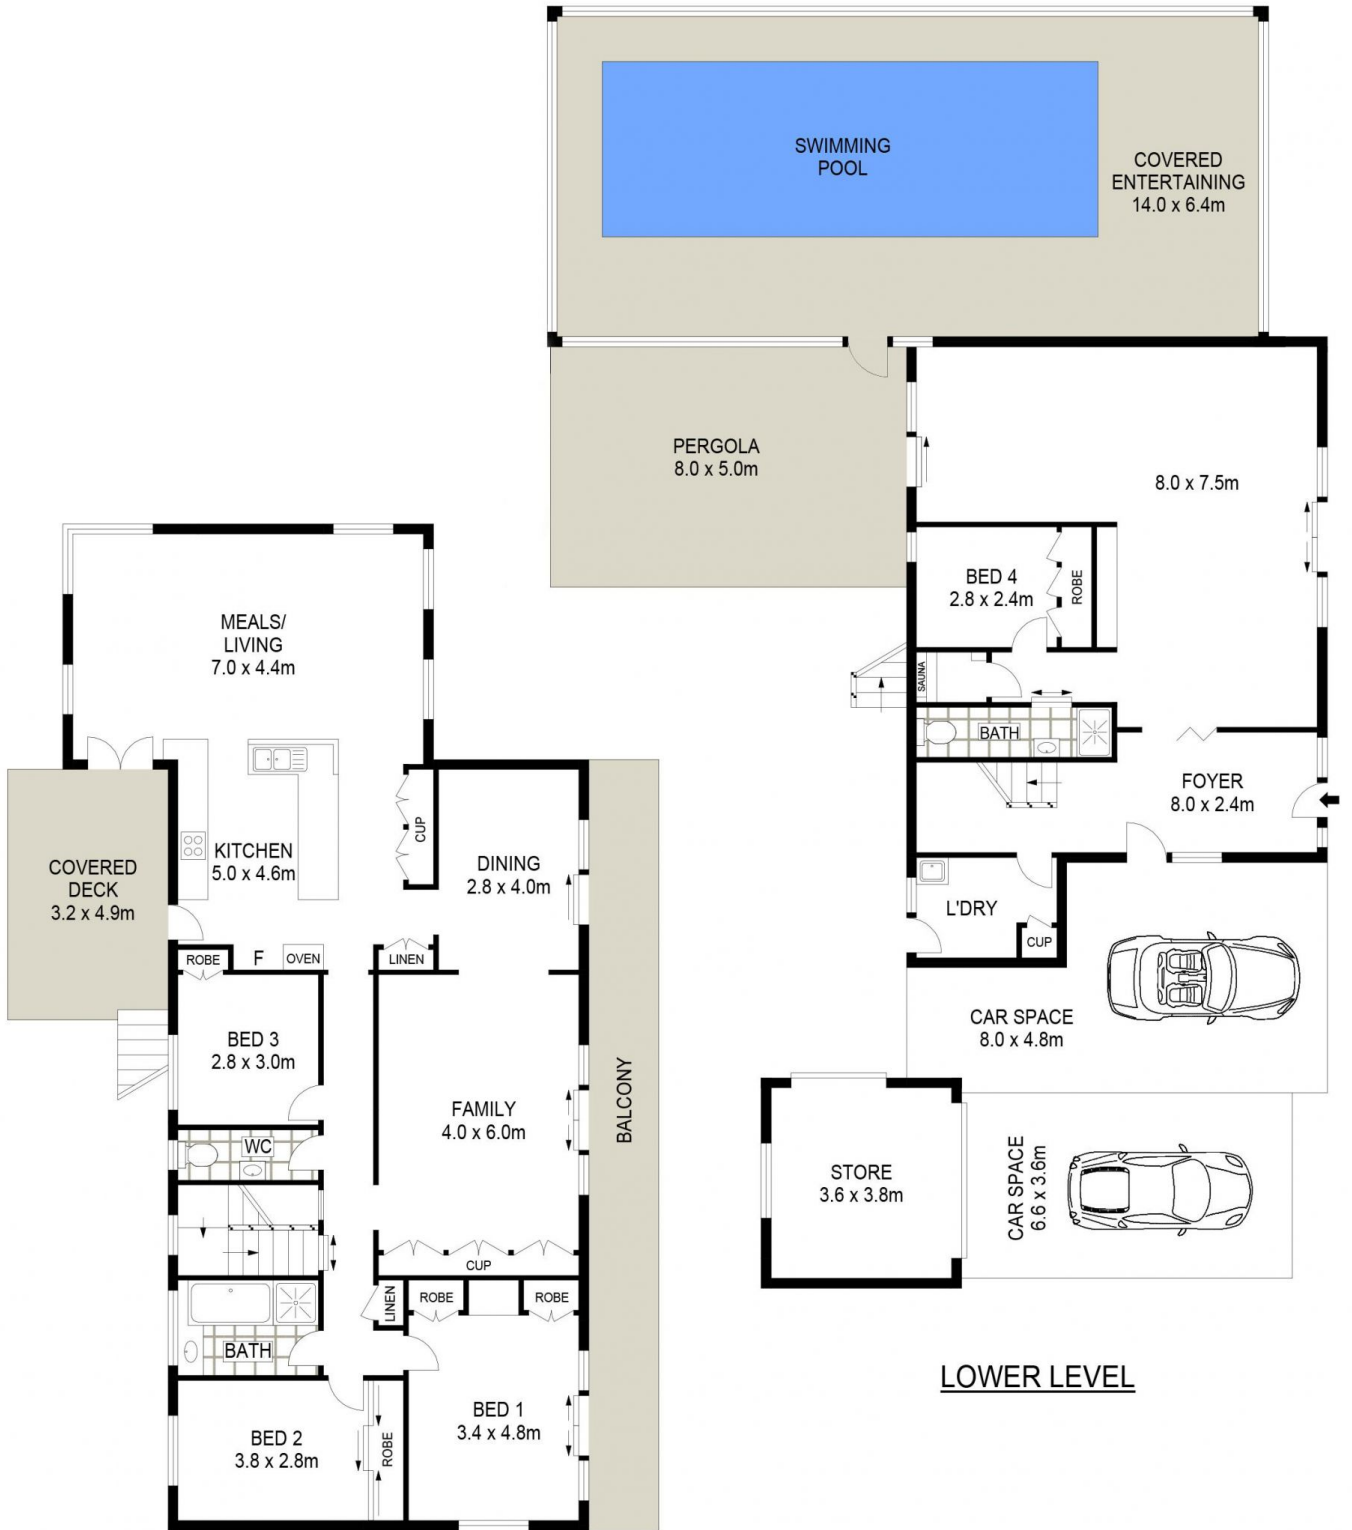 SWIMMING
POOL
COVERED
ENTERTAINING
14.0 x 6.4m
PERGOLA
8.0 x 5.0m
8.0 x 7.5m
BED 4
2.8 x 2.4m
ROBE
SAUNA
BATH
FOYER
8.0 x 2.4m
L'DRY
CUP
CAR SPACE
8.0 x 4.8m
STORE
3.6 x 3.8m
CAR SPACE
6.6 x 3.6m
LOWER LEVEL
MEALS/
LIVING
7.0 x 4.4m
KITCHEN
5.0 x 4.6m
CUP
DINING
2.8 x 4.0m
COVERED
DECK
3.2 x 4.9m
ROBE
F
OVEN
LINEN
BED 3
2.8 x 3.0m
FAMILY
4.0 x 6.0m
BALCONY
WC
CUP
LINEN
ROBE
ROBE
BATH
BED 1
3.4 x 4.8m
BED 2
3.8 x 2.8m
ROBE